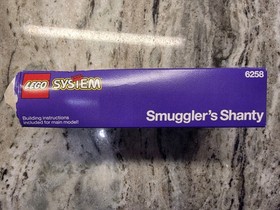 LEGO SYSTEM
6258
Building instructions
included for main model!
Smuggler's Shanty